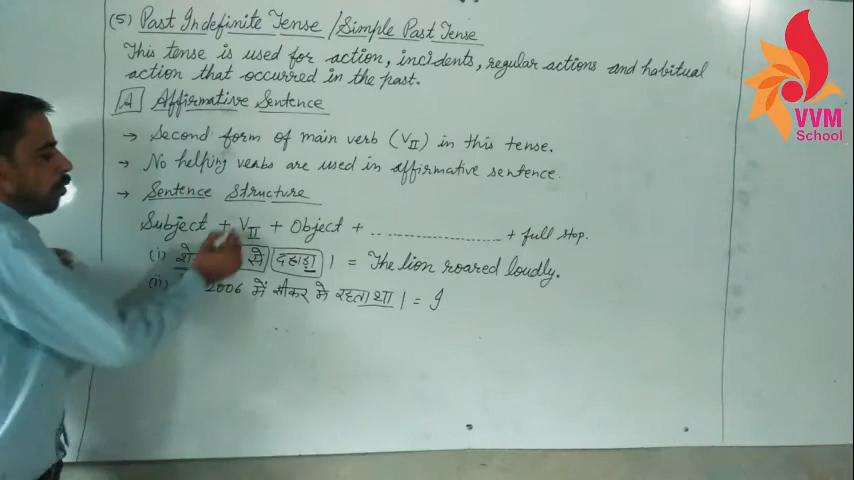 (5) Past Indefinite Tense / Simple Past Tense
This tense is used for action, incidents, regular actions and habitual
action that occurred in the past.
A Affirmative Sentence
→ Second form of main verb (VII) in this tense.
→ No helping verbs are used in affirmative sentence.
→ Sentence Structure
Subject + VII + Object + .......................... + full stop.
(i) से दहाड़ा | = The lion roared loudly.
(ii) 2006 में सीकर मे रहता था | = I
VVM
School